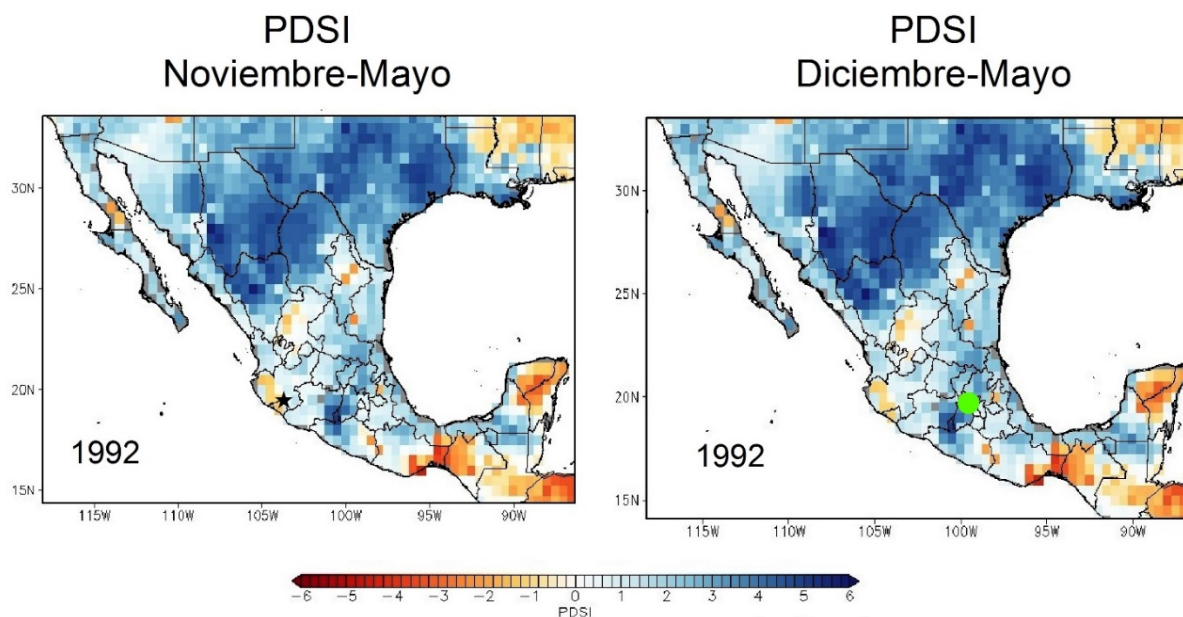 PDSI
Noviembre-Mayo
PDSI
Diciembre-Mayo
30N
25N
20N
15N
1992
115W 110W 105W 100W 95W 90W
30N
25N
20N
15N
1992
115W 110W 105W 100W 95W 90W
-6 -5 -4 -3 -2 -1 0 1 2 3 4 5 6
PDSI